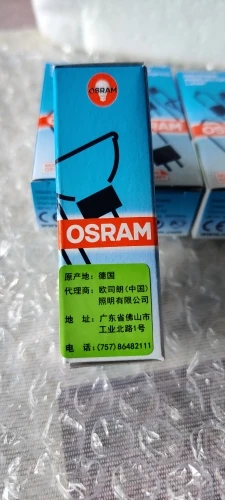 OSRAM
OSRAM
原产地：德国
代理商：欧司朗(中国)
照明有限公司
地　址：广东省佛山市
工业北路1号
电　话：(757)86482111